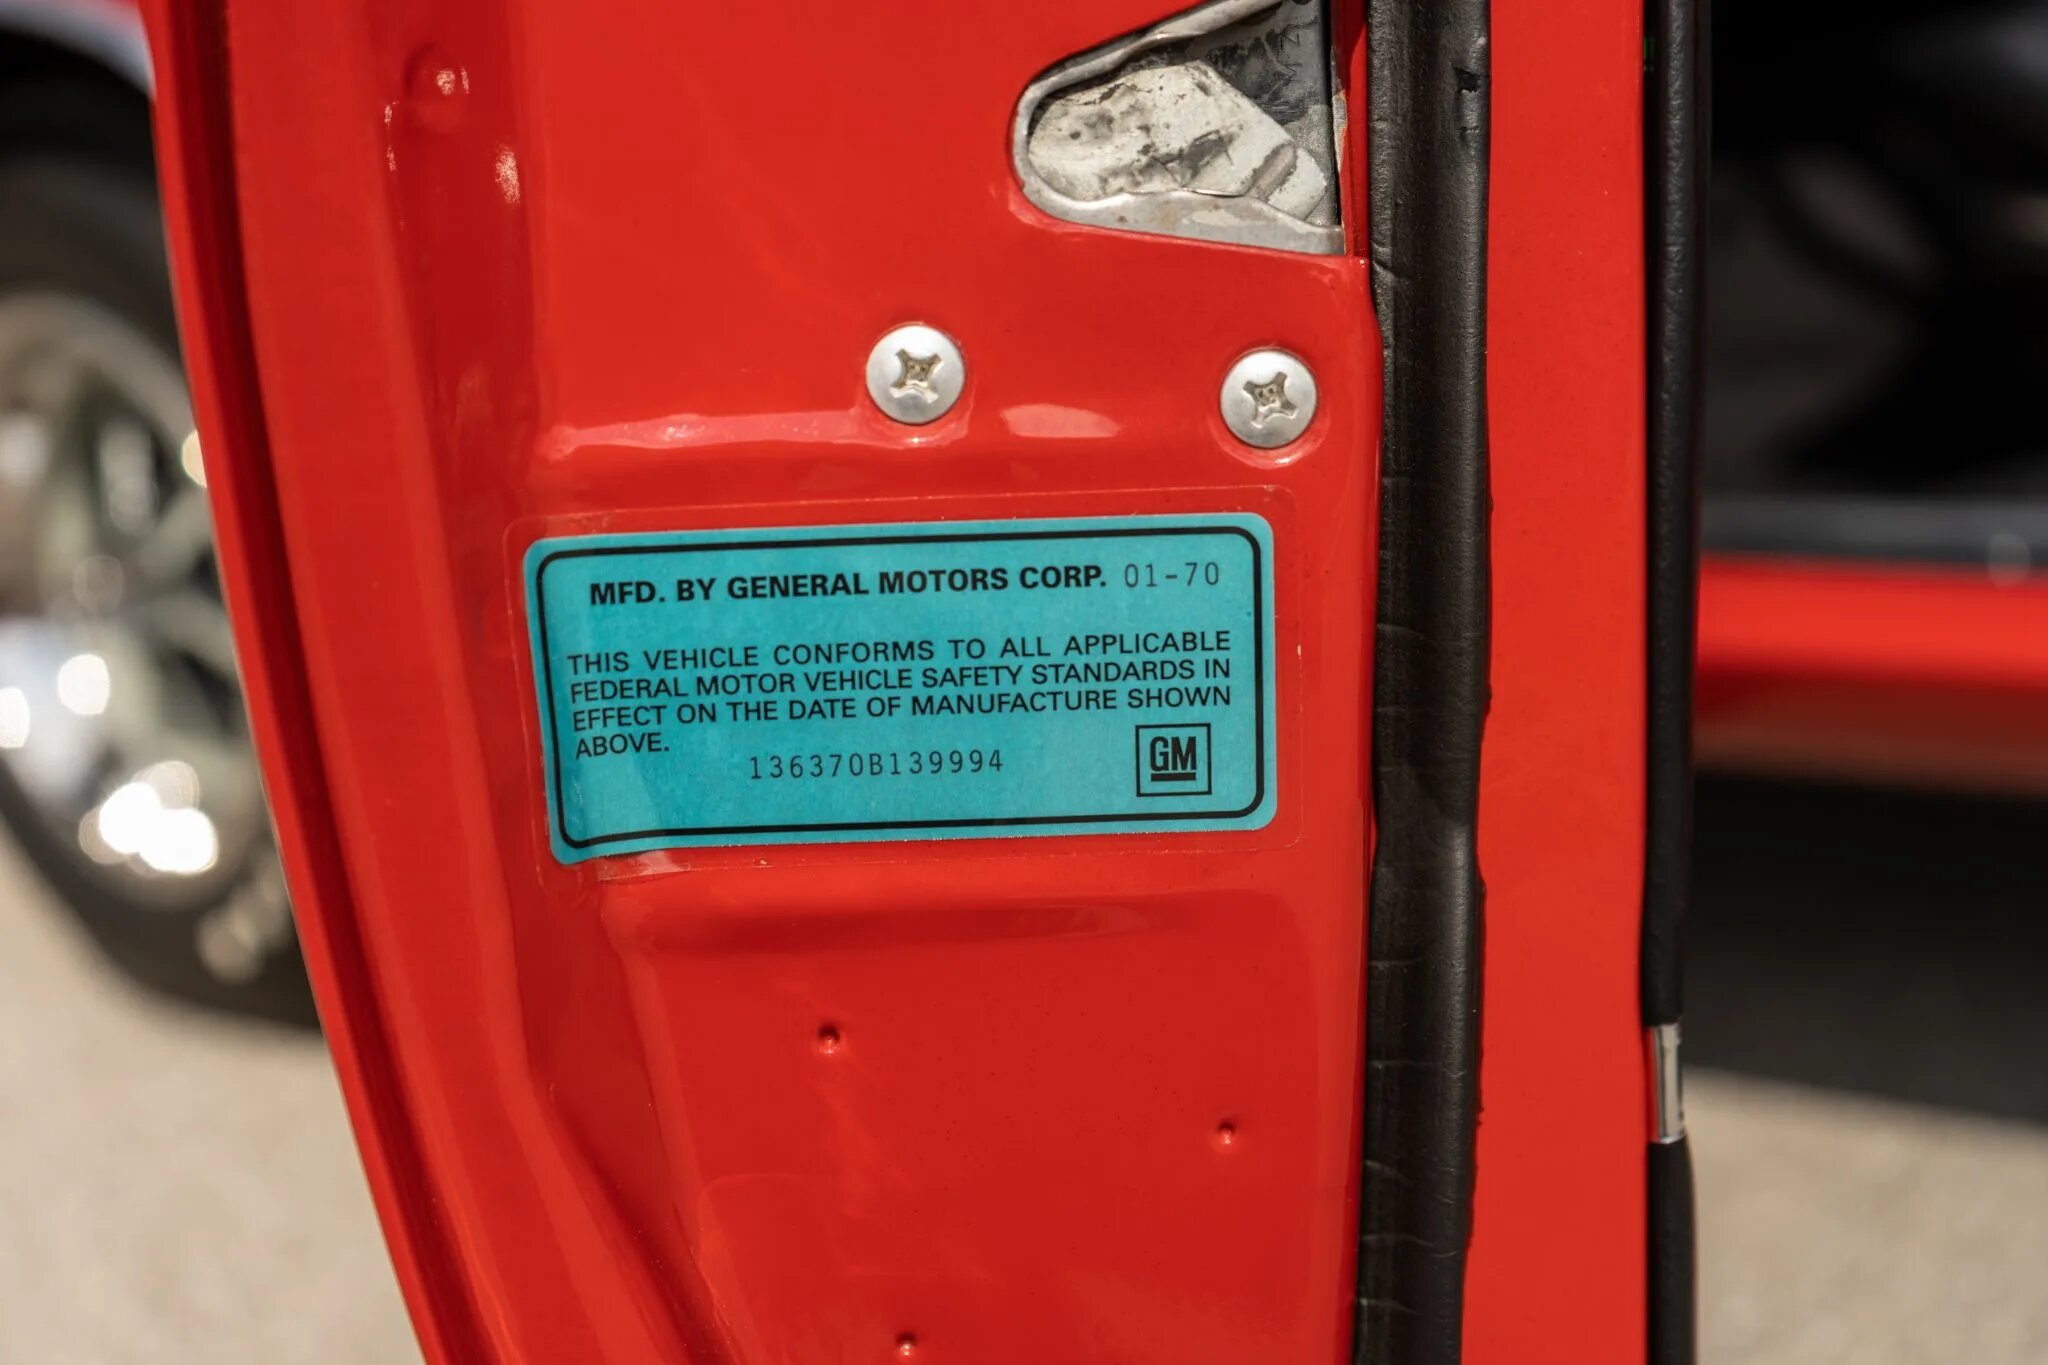 MFD. BY GENERAL MOTORS CORP. 01-70
THIS VEHICLE CONFORMS TO ALL APPLICABLE
FEDERAL MOTOR VEHICLE SAFETY STANDARDS IN
EFFECT ON THE DATE OF MANUFACTURE SHOWN
ABOVE.
136370B139994
GM